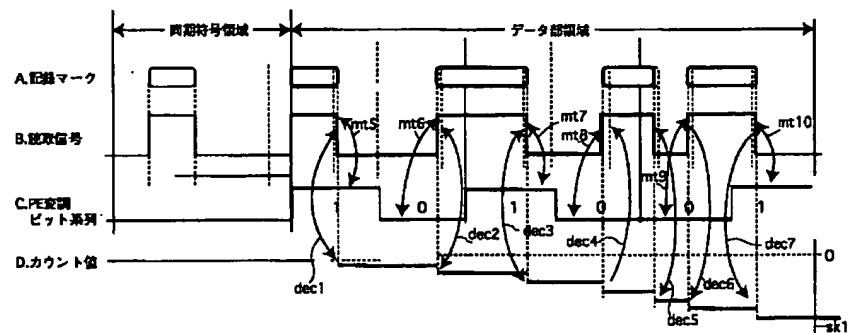 同期符号領域 データ部領域
A.記録マーク
B.読取信号
mt5 mt6 mt7 mt8 mt9 mt10
C.PE変調
ビット系列
1 0 1 0 0 1
dec1 dec2 dec3 dec4 dec5 dec6 dec7
D.カウント値
0
sk1